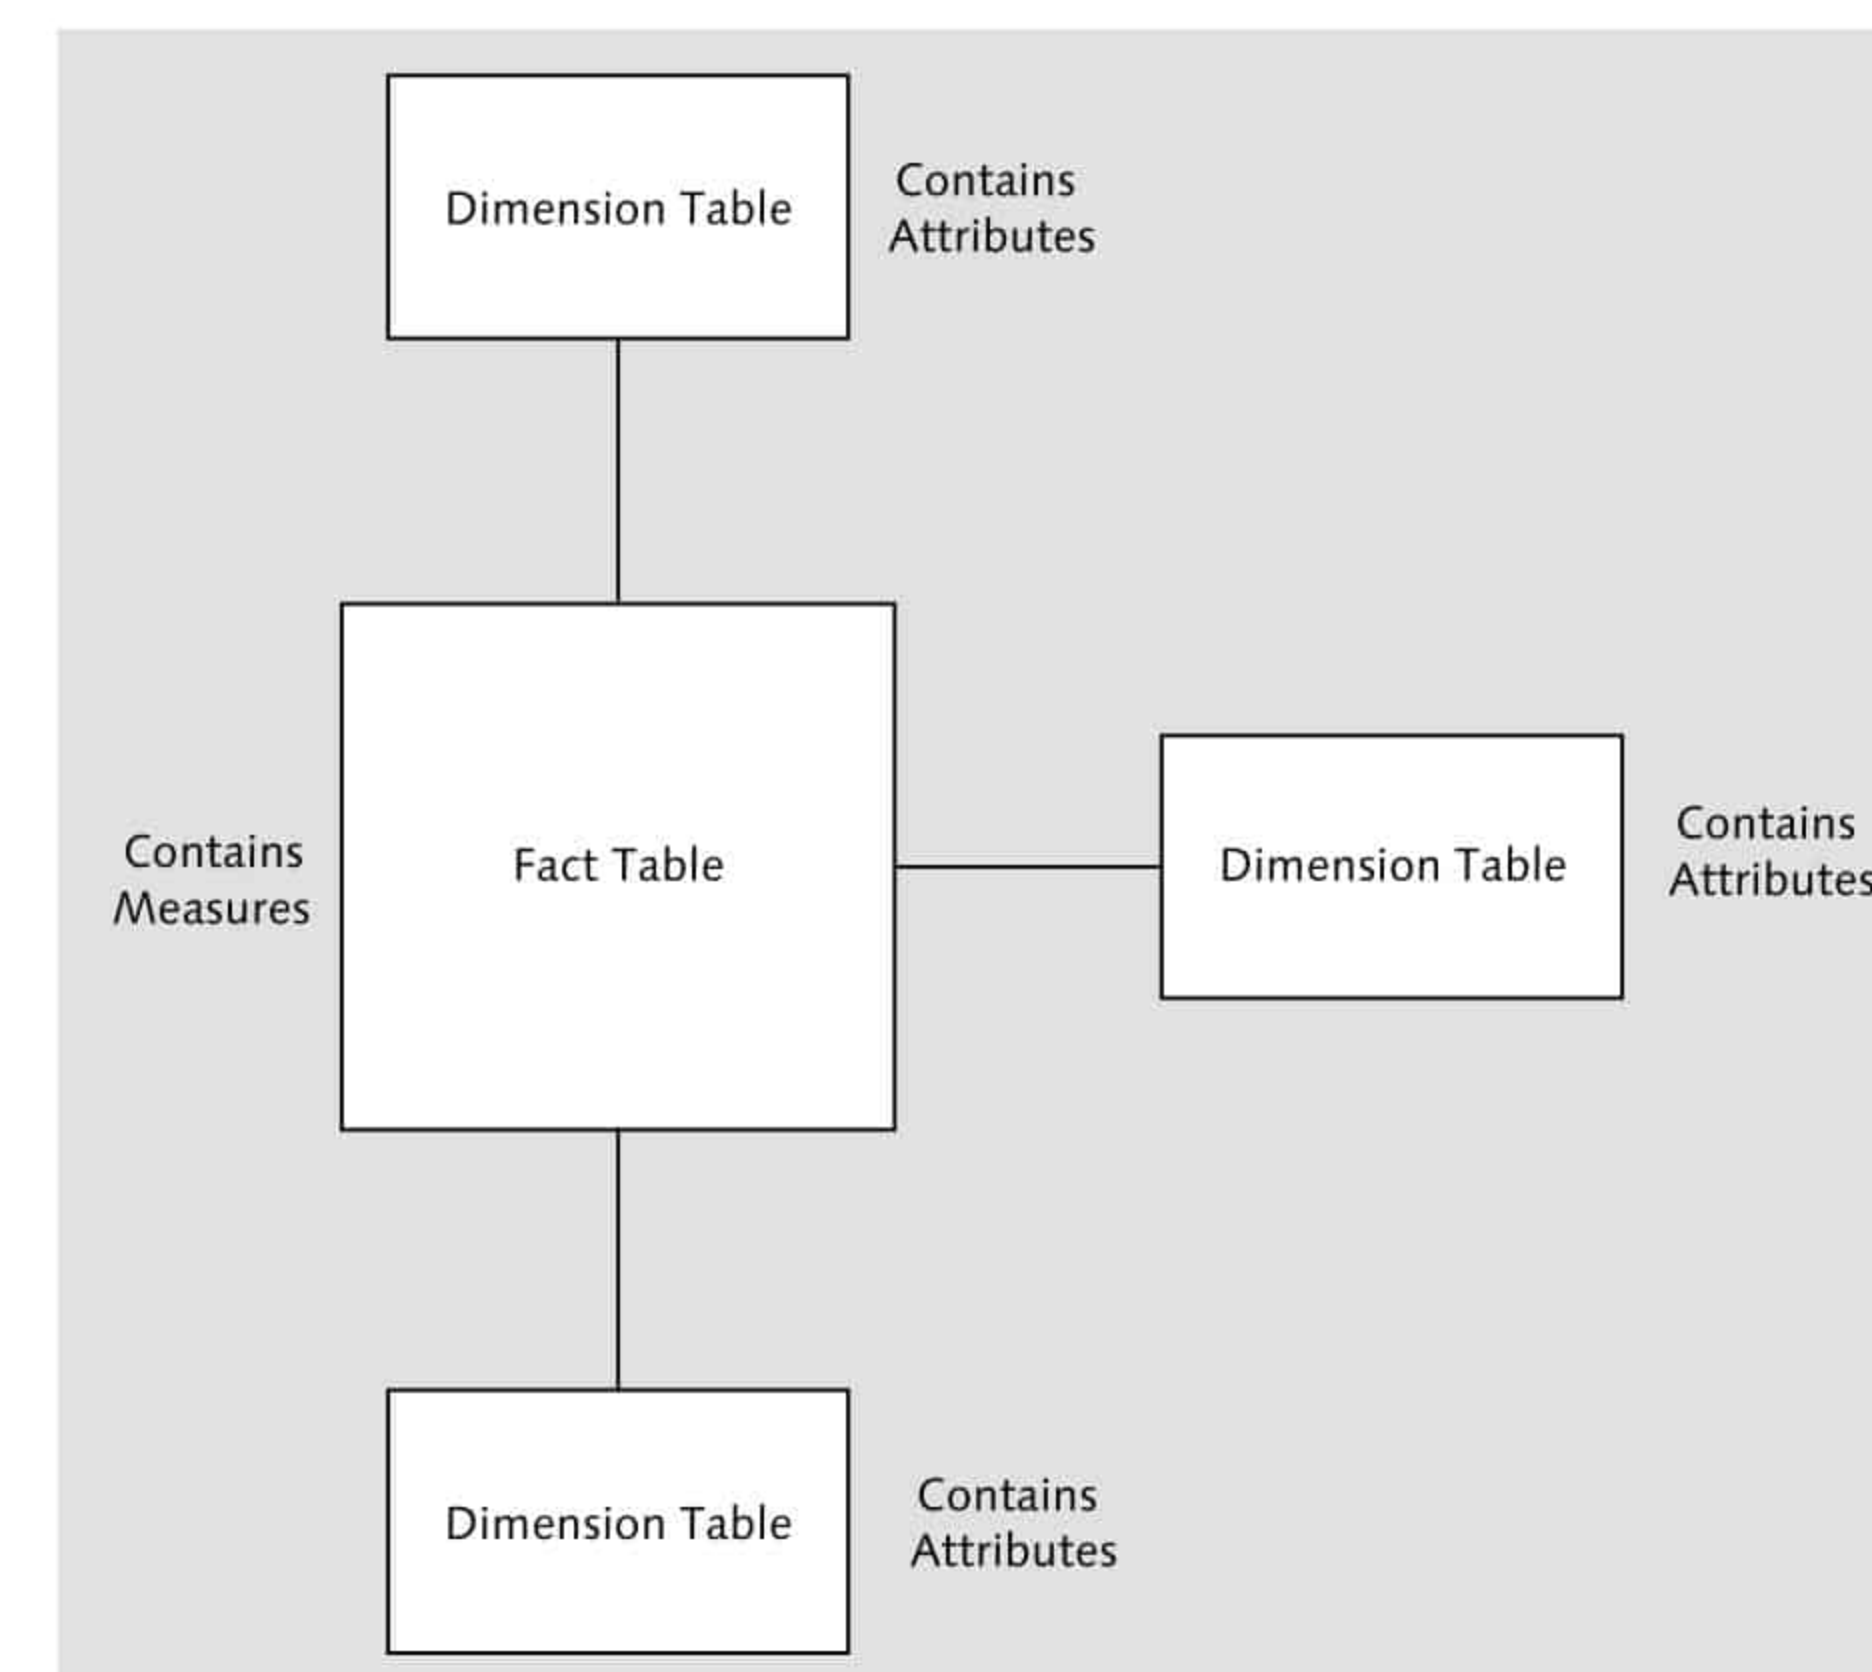 Dimension Table
Contains
Attributes
Contains
Measures
Fact Table
Dimension Table
Contains
Attributes
Dimension Table
Contains
Attributes